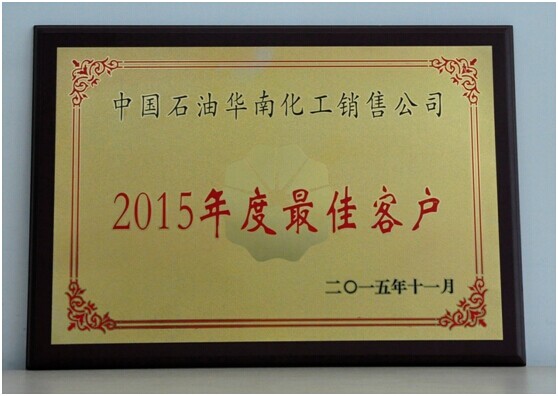 中国石油华南化工销售公司
2015年度最佳客户
二〇一五年十一月